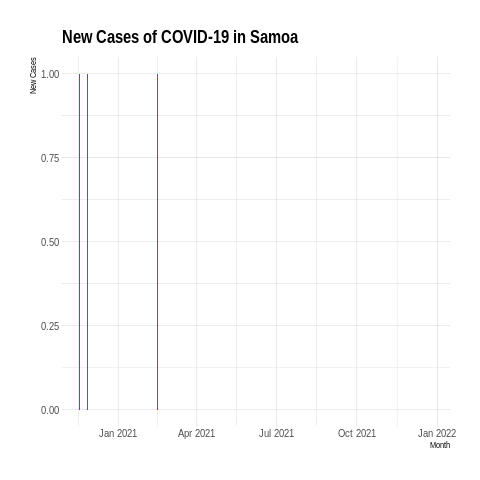 New Cases of COVID-19 in Samoa
New Cases
1.00
0.75
0.50
0.25
0.00
Jan 2021 Apr 2021 Jul 2021 Oct 2021 Jan 2022
Month